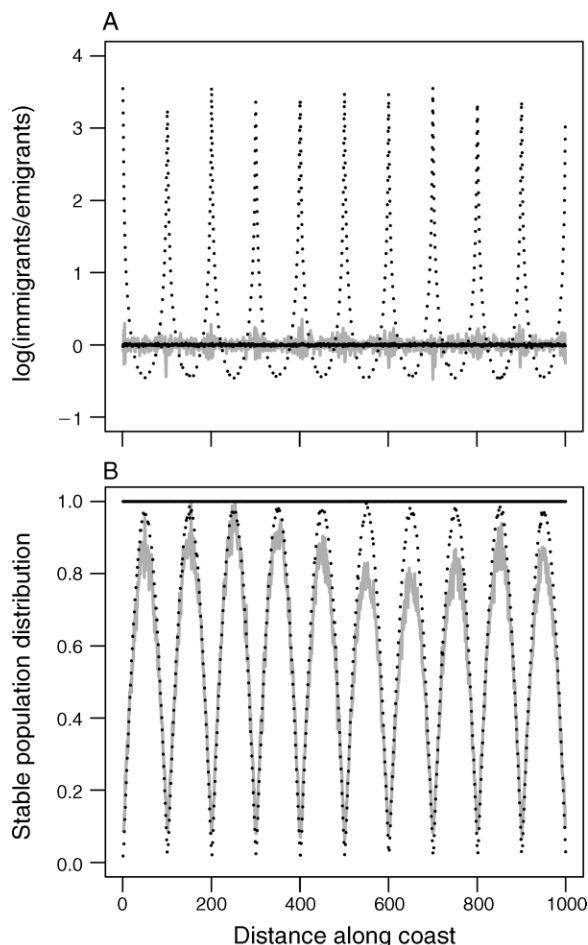 A
log(immigrants/emigrants)
4
3
2
1
0
−1
B
Stable population distribution
1.0
0.8
0.6
0.4
0.2
0.0
0 200 400 600 800 1000
Distance along coast